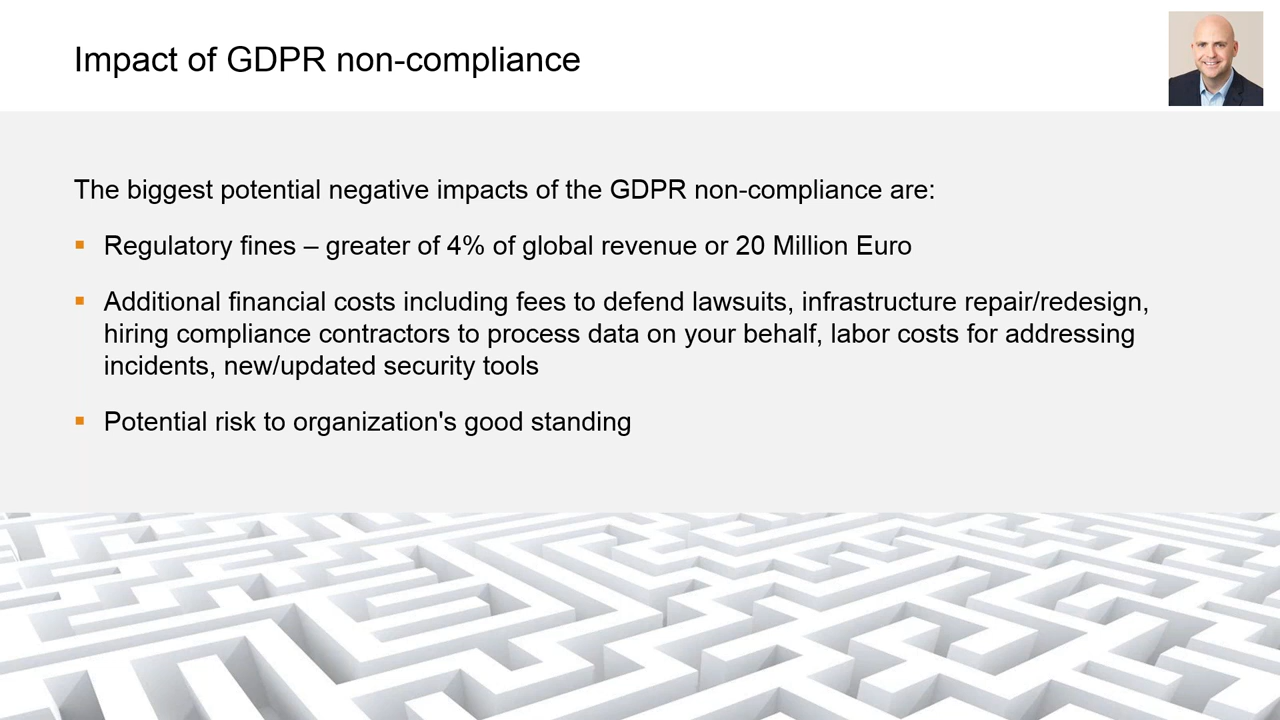 Impact of GDPR non-compliance
The biggest potential negative impacts of the GDPR non-compliance are:
▪ Regulatory fines – greater of 4% of global revenue or 20 Million Euro
▪ Additional financial costs including fees to defend lawsuits, infrastructure repair/redesign,
hiring compliance contractors to process data on your behalf, labor costs for addressing
incidents, new/updated security tools
▪ Potential risk to organization's good standing